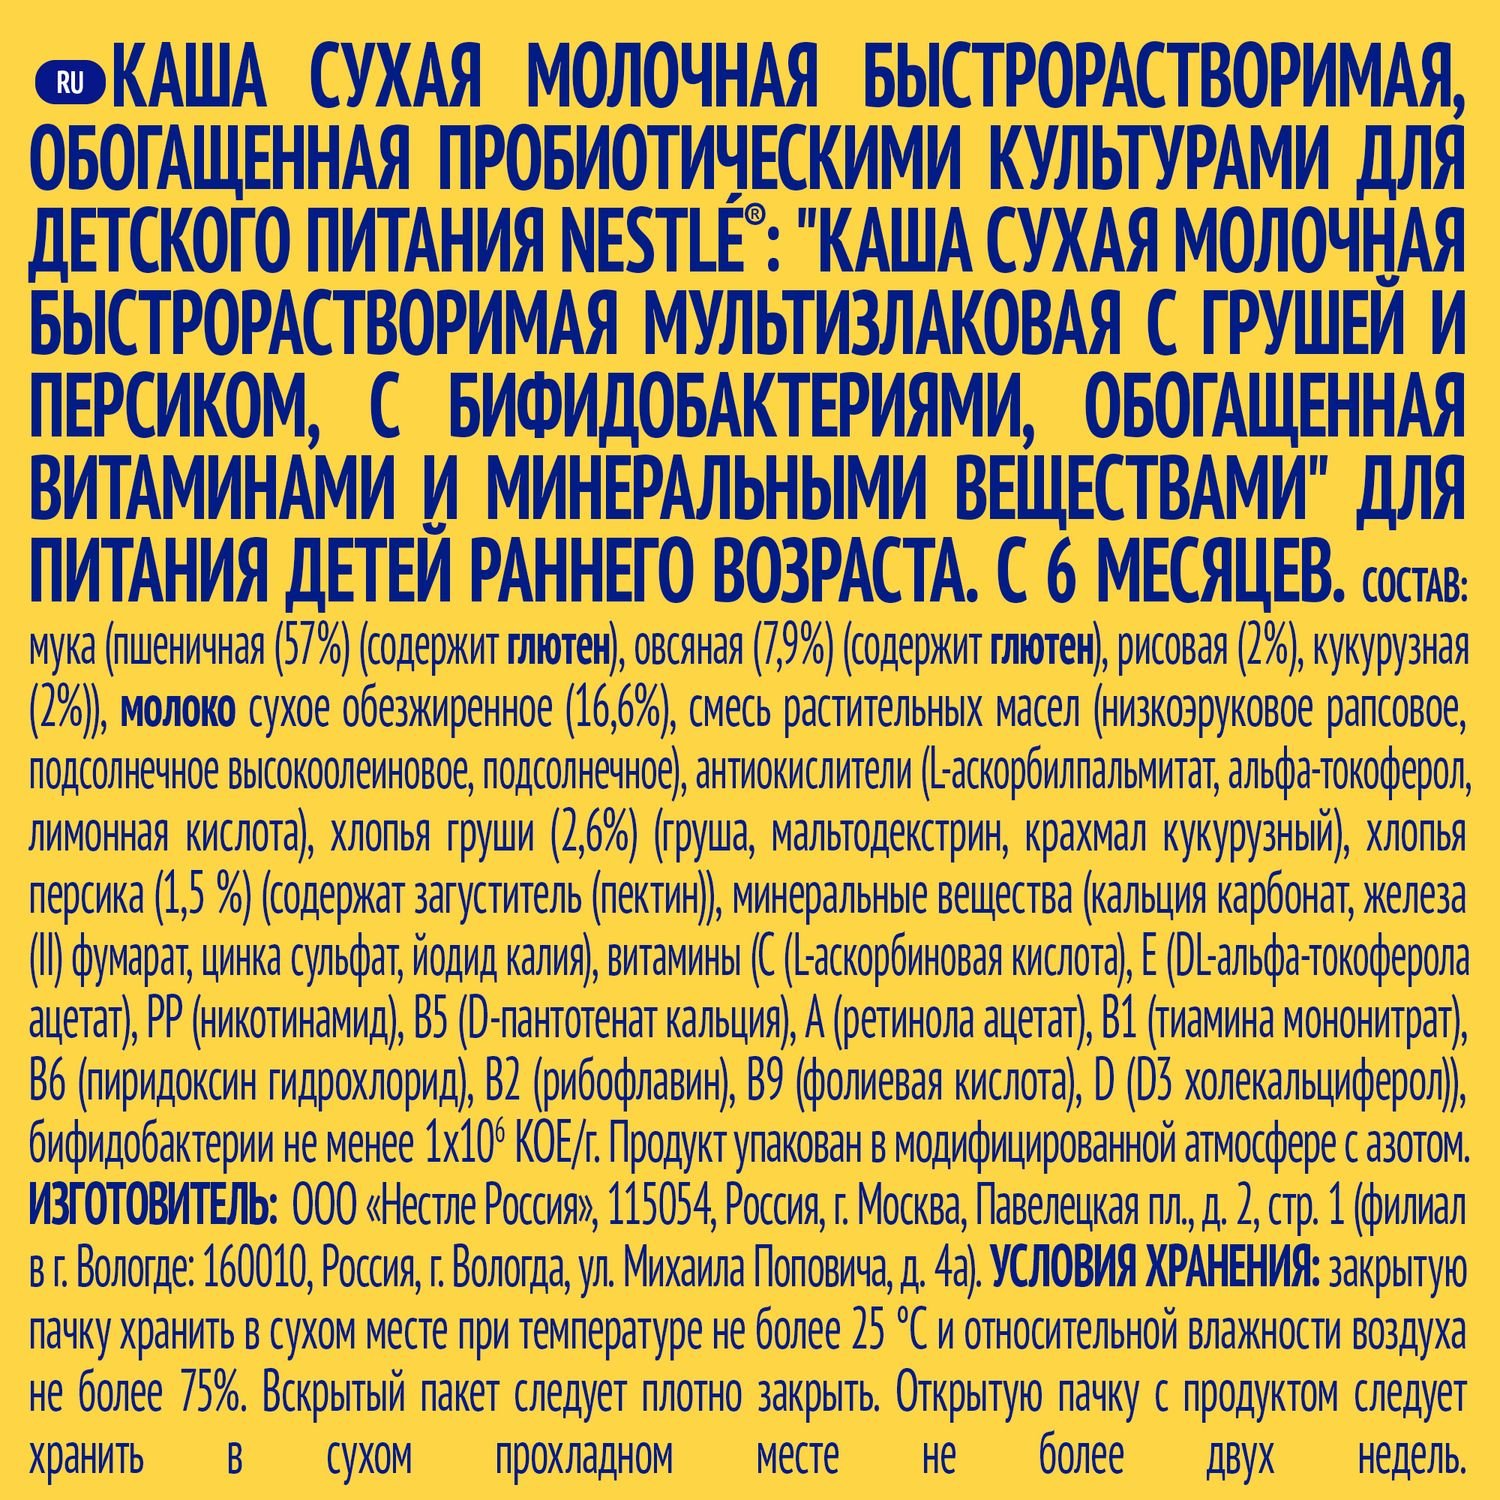 RU КАША СУХАЯ МОЛОЧНАЯ БЫСТРОРАСТВОРИМАЯ,
ОБОГАЩЕННАЯ ПРОБИОТИЧЕСКИМИ КУЛЬТУРАМИ ДЛЯ
ДЕТСКОГО ПИТАНИЯ NESTLÉ®: "КАША СУХАЯ МОЛОЧНАЯ
БЫСТРОРАСТВОРИМАЯ МУЛЬТИЗЛАКОВАЯ С ГРУШЕЙ И
ПЕРСИКОМ, С БИФИДОБАКТЕРИЯМИ, ОБОГАЩЕННАЯ
ВИТАМИНАМИ И МИНЕРАЛЬНЫМИ ВЕЩЕСТВАМИ" ДЛЯ
ПИТАНИЯ ДЕТЕЙ РАННЕГО ВОЗРАСТА. С 6 МЕСЯЦЕВ. СОСТАВ:
мука (пшеничная (57%) (содержит глютен), овсяная (7,9%) (содержит глютен), рисовая (2%), кукурузная
(2%)), молоко сухое обезжиренное (16,6%), смесь растительных масел (низкоэруковое рапсовое,
подсолнечное высокоолеиновое, подсолнечное), антиокислители (L-аскорбилпальмитат, альфа-токоферол,
лимонная кислота), хлопья груши (2,6%) (груша, мальтодекстрин, крахмал кукурузный), хлопья
персика (1,5 %) (содержат загуститель (пектин)), минеральные вещества (кальция карбонат, железа
(II) фумарат, цинка сульфат, йодид калия), витамины (C (L-аскорбиновая кислота), E (DL-альфа-токоферола
ацетат), PP (никотинамид), B5 (D-пантотенат кальция), A (ретинола ацетат), B1 (тиамина мононитрат),
B6 (пиридоксин гидрохлорид), B2 (рибофлавин), B9 (фолиевая кислота), D (D3 холекальциферол)),
бифидобактерии не менее 1x10⁶ КОЕ/г. Продукт упакован в модифицированной атмосфере с азотом.
ИЗГОТОВИТЕЛЬ: ООО «Нестле Россия», 115054, Россия, г. Москва, Павелецкая пл., д. 2, стр. 1 (филиал
в г. Вологде: 160010, Россия, г. Вологда, ул. Михаила Поповича, д. 4а). УСЛОВИЯ ХРАНЕНИЯ: закрытую
пачку хранить в сухом месте при температуре не более 25 °C и относительной влажности воздуха
не более 75%. Вскрытый пакет следует плотно закрыть. Открытую пачку с продуктом следует
хранить в сухом прохладном месте не более двух недель.